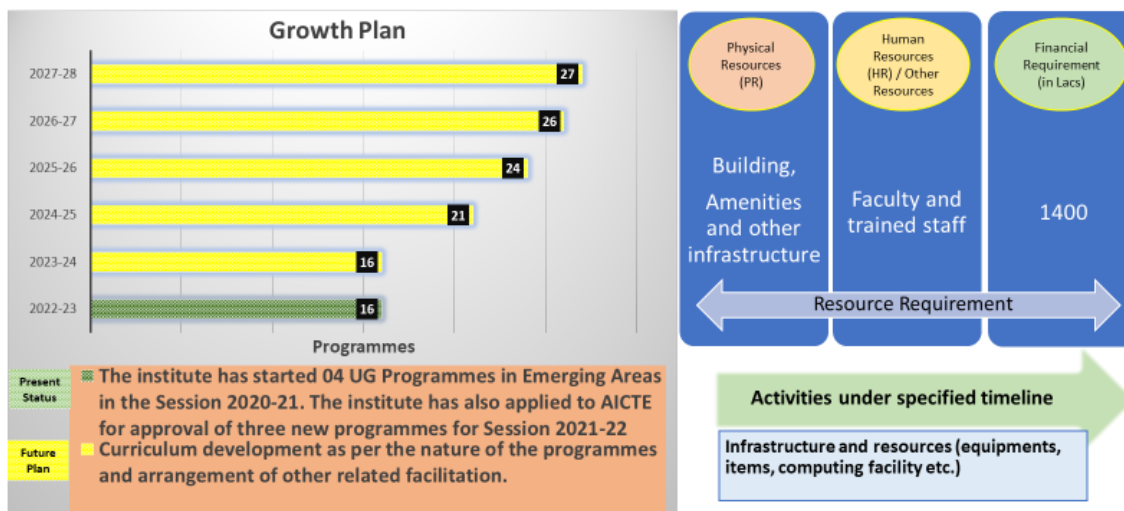 Growth Plan
2027-28
27
2026-27
26
2025-26
24
2024-25
21
2023-24
16
2022-23
16
Programmes
Present
Status
The institute has started 04 UG Programmes in Emerging Areas
in the Session 2020-21. The institute has also applied to AICTE
for approval of three new programmes for Session 2021-22
Future
Plan
Curriculum development as per the nature of the programmes
and arrangement of other related facilitation.
Physical
Resources
(PR)
Building,
Amenities
and other
infrastructure
Human
Resources
(HR) / Other
Resources
Faculty and
trained staff
Financial
Requirement
(in Lacs)
1400
Resource Requirement
Activities under specified timeline
Infrastructure and resources (equipments,
items, computing facility etc.)